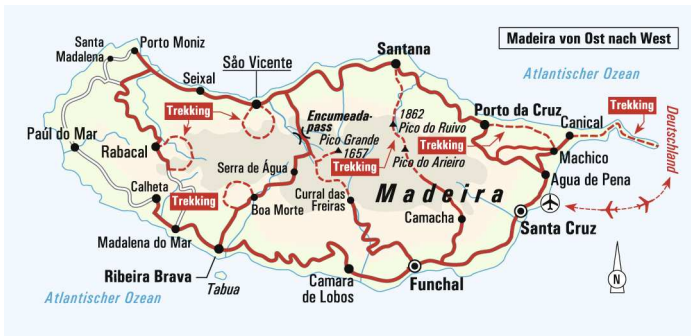 Madeira von Ost nach West
Atlantischer Ozean
Santa
Madalena
Porto Moniz
Seixal
Såo Vicente
Santana
Trekking
Encumeada-
pass
Pico Grande
1657
1862
Pico do Ruivo
Pico do Arieiro
Trekking
Porto da Cruz
Trekking
Canical
Trekking
Deutschland
Paúl do Mar
Rabacal
Serra de Água
Machico
Calheta
Trekking
Boa Morte
Curral das
Freiras
Madeira
Agua de Pena
Camacha
Santa Cruz
Madalena do Mar
Ribeira Brava
Tabua
Camara
de Lobos
Funchal
N
Atlantischer Ozean